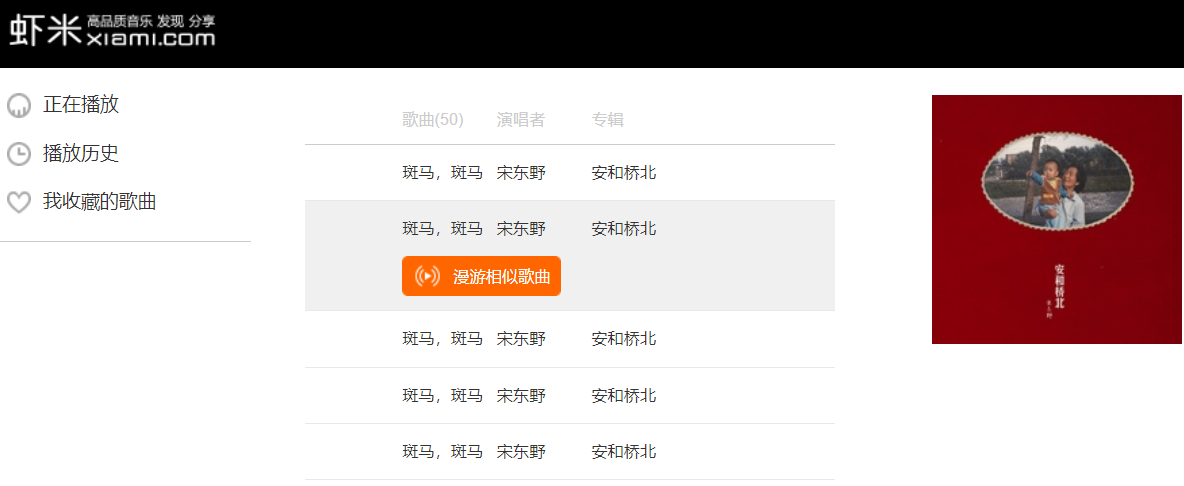 虾米 高品质音乐 发现 分享
xiami.com
正在播放
播放历史
我收藏的歌曲
歌曲(50) 演唱者 专辑
斑马，斑马 宋东野 安和桥北
斑马，斑马 宋东野 安和桥北
漫游相似歌曲
斑马，斑马 宋东野 安和桥北
斑马，斑马 宋东野 安和桥北
斑马，斑马 宋东野 安和桥北
安和桥北